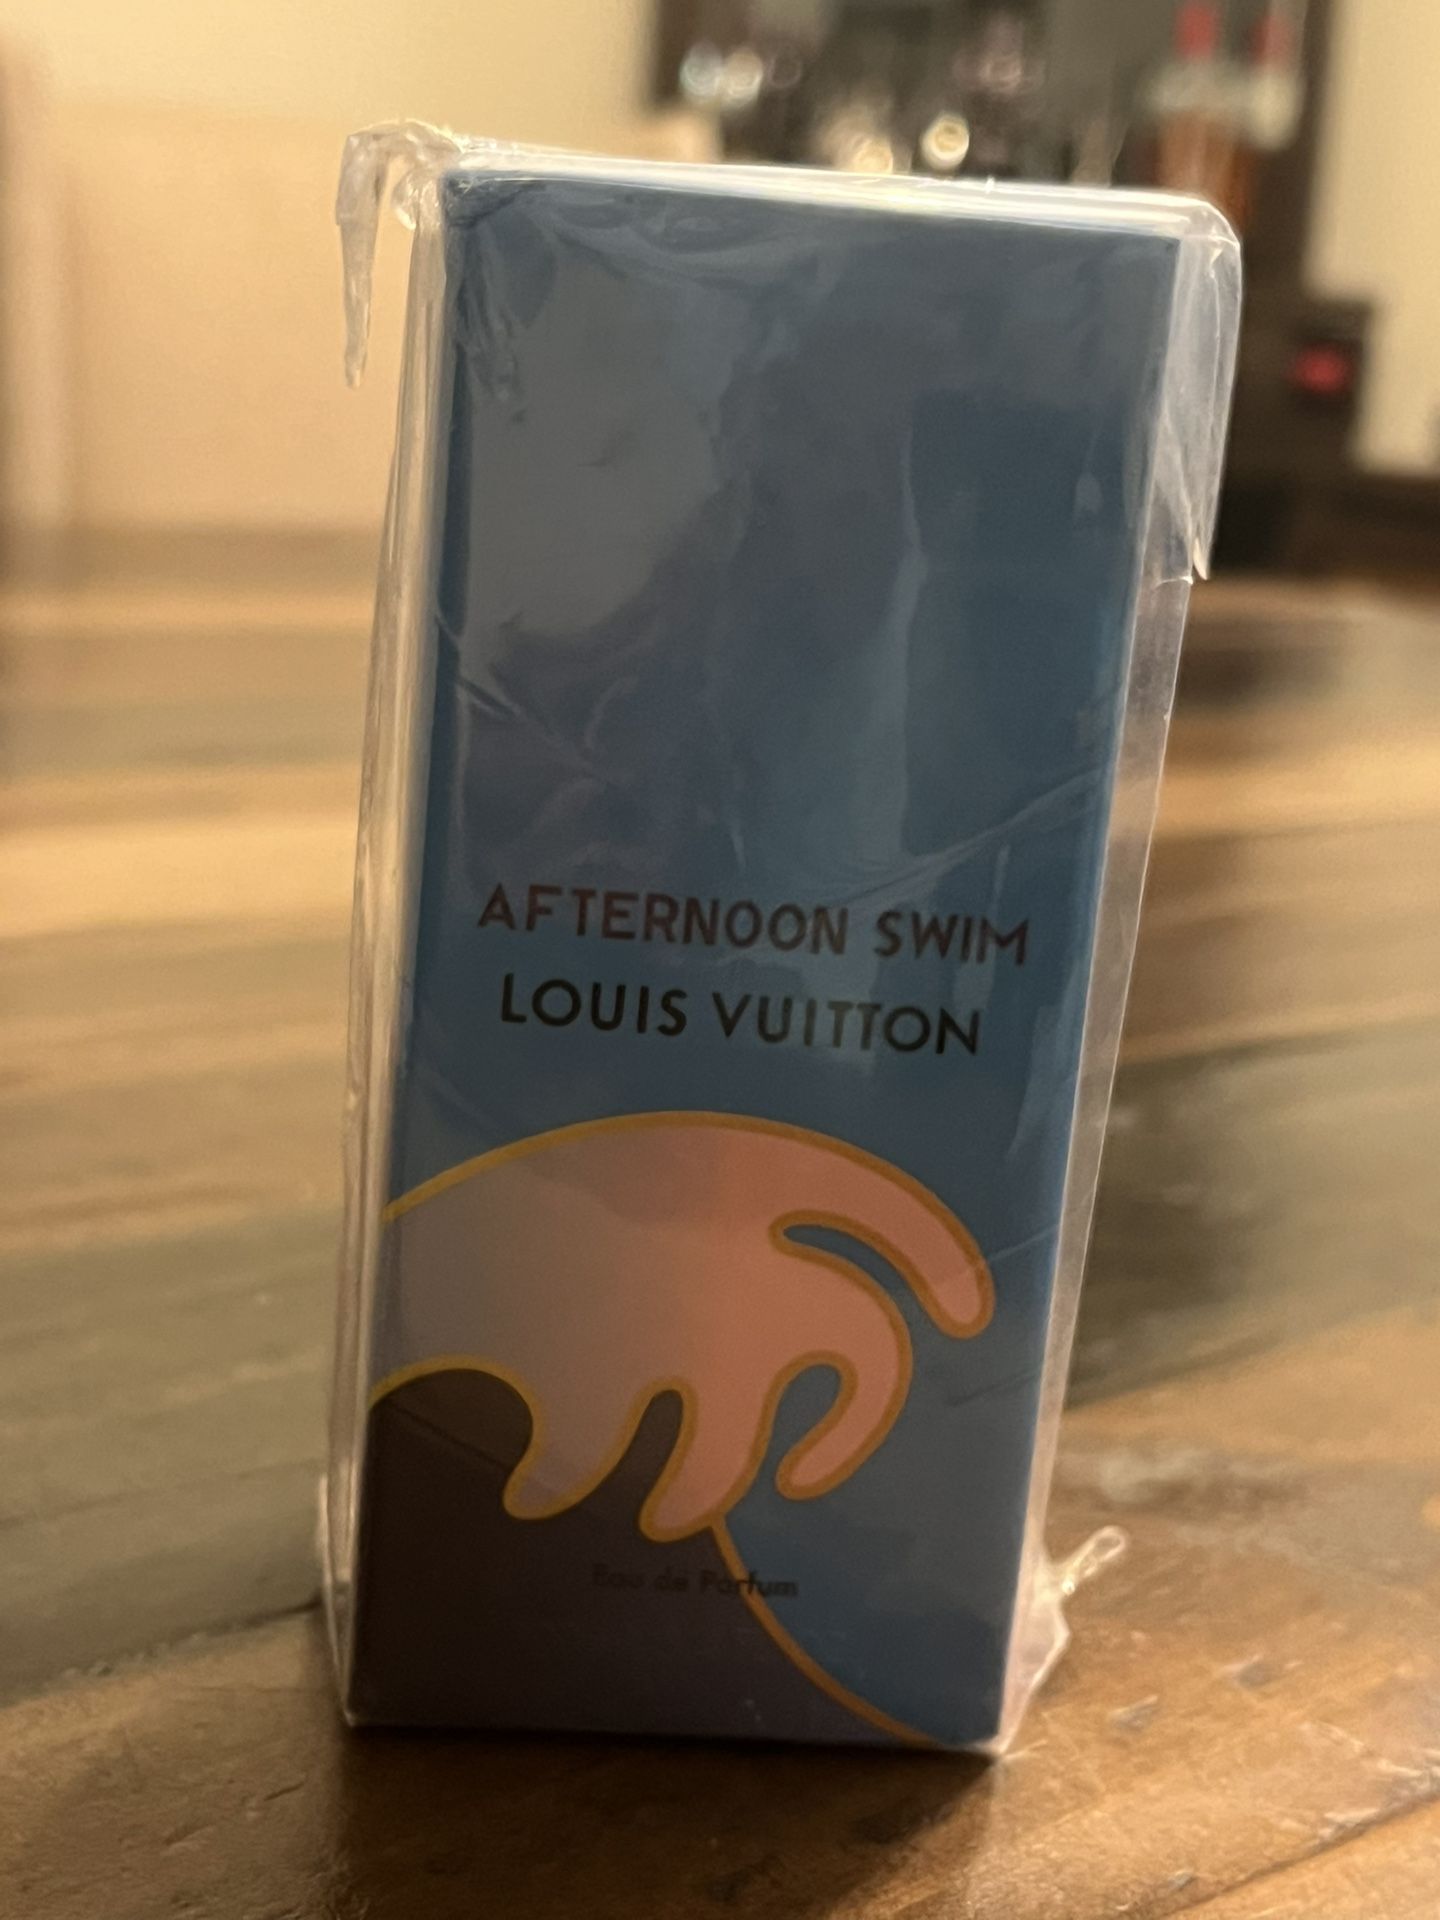 AFTERNOON SWIM
LOUIS VUITTON
Eau de Parfum